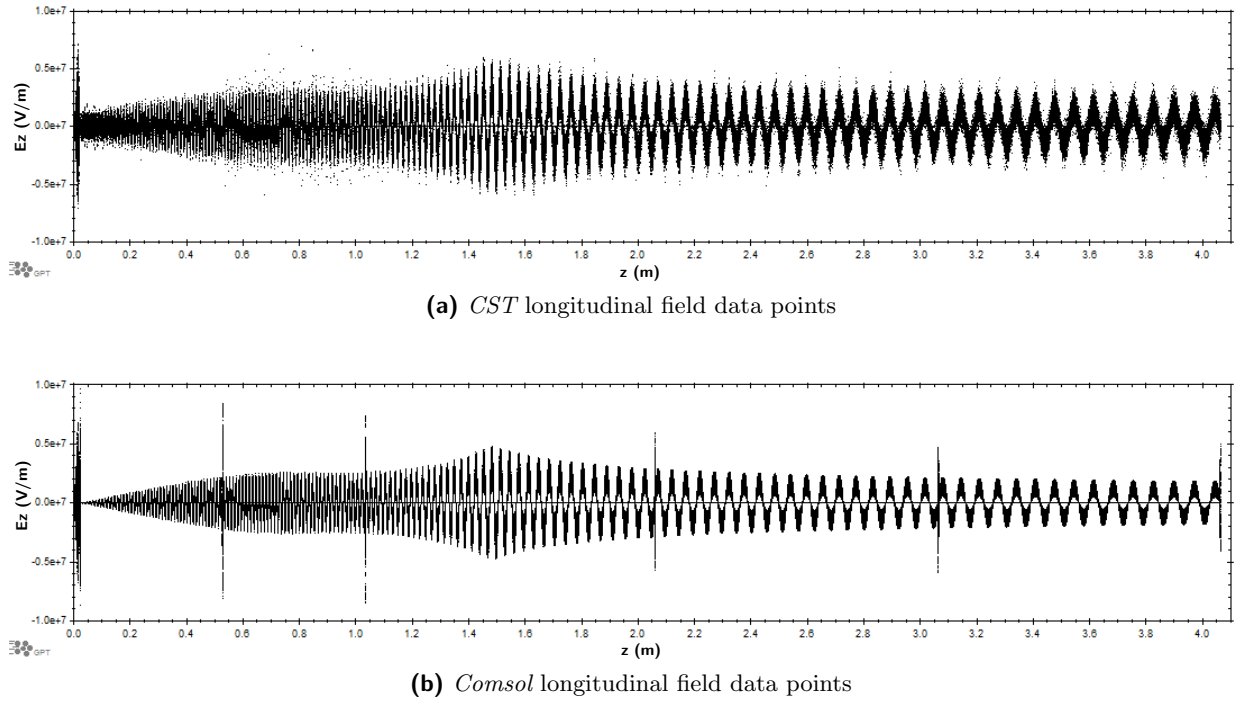 1.0e+7
0.5e+7
0.0e+7
-0.5e+7
-1.0e+7
Ez (V/m)
0.0 0.2 0.4 0.6 0.8 1.0 1.2 1.4 1.6 1.8 2.0 2.2 2.4 2.6 2.8 3.0 3.2 3.4 3.6 3.8 4.0
z (m)
GPT
(a) CST longitudinal field data points
1.0e+7
0.5e+7
0.0e+7
-0.5e+7
-1.0e+7
Ez (V/m)
0.0 0.2 0.4 0.6 0.8 1.0 1.2 1.4 1.6 1.8 2.0 2.2 2.4 2.6 2.8 3.0 3.2 3.4 3.6 3.8 4.0
z (m)
GPT
(b) Comsol longitudinal field data points